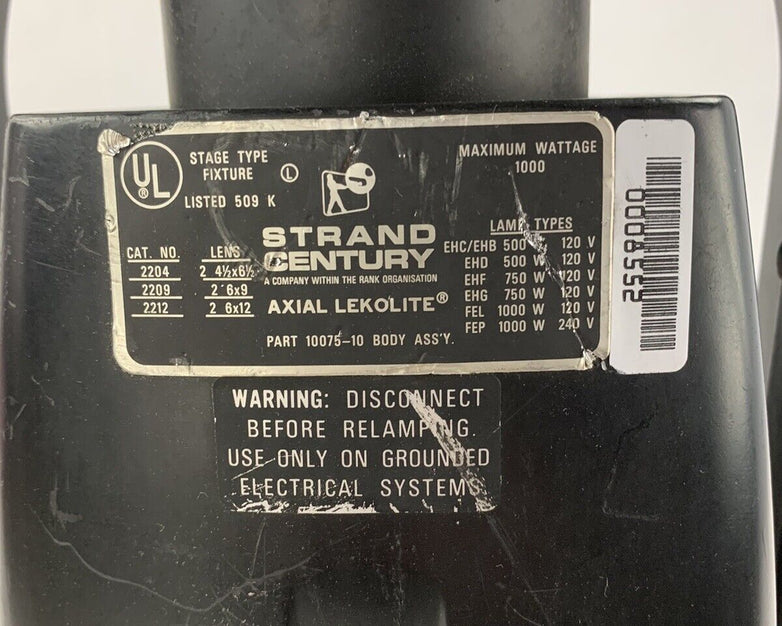 UL
®
STAGE TYPE
FIXTURE
L
LISTED 509 K
STRAND
CENTURY
A COMPANY WITHIN THE RANK ORGANISATION
AXIAL LEKOLITE®
PART 10075-10 BODY ASS'Y.
CAT. NO. LENS
2204 2 4½x6½
2209 2 6x9
2212 2 6x12
MAXIMUM WATTAGE
1000
LAMP TYPES
EHC/EHB 500 W 120 V
EHD 500 W 120 V
EHF 750 W 120 V
EHG 750 W 120 V
FEL 1000 W 120 V
FEP 1000 W 240 V
WARNING: DISCONNECT
BEFORE RELAMPING.
USE ONLY ON GROUNDED
ELECTRICAL SYSTEMS